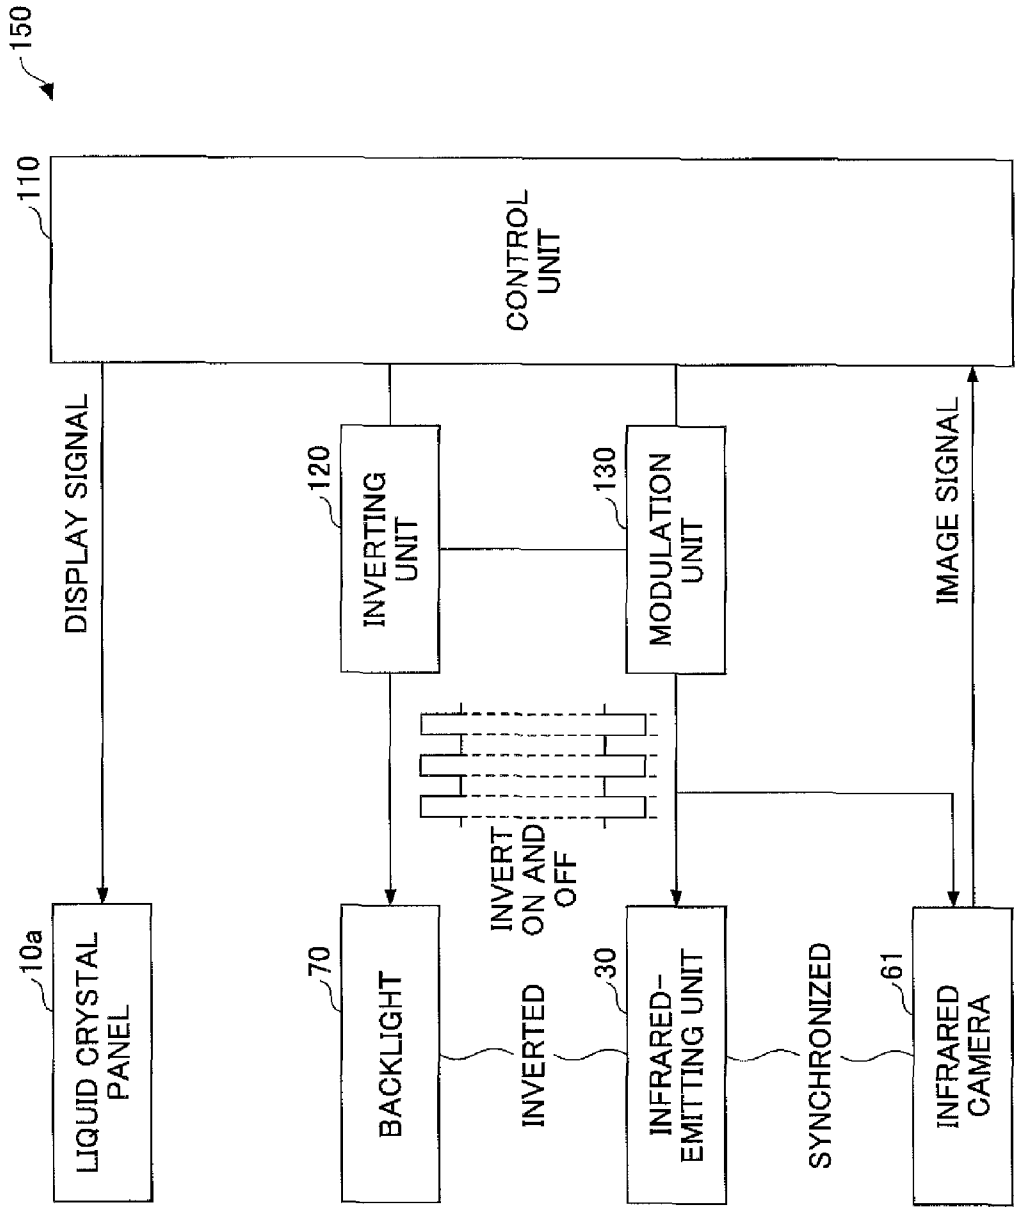 150
110
CONTROL
UNIT
DISPLAY SIGNAL
120
INVERTING
UNIT
130
MODULATION
UNIT
IMAGE SIGNAL
INVERT
ON AND
OFF
10a
LIQUID CRYSTAL
PANEL
70
BACKLIGHT
INVERTED
30
INFRARED-
EMITTING UNIT
SYNCHRONIZED
61
INFRARED
CAMERA